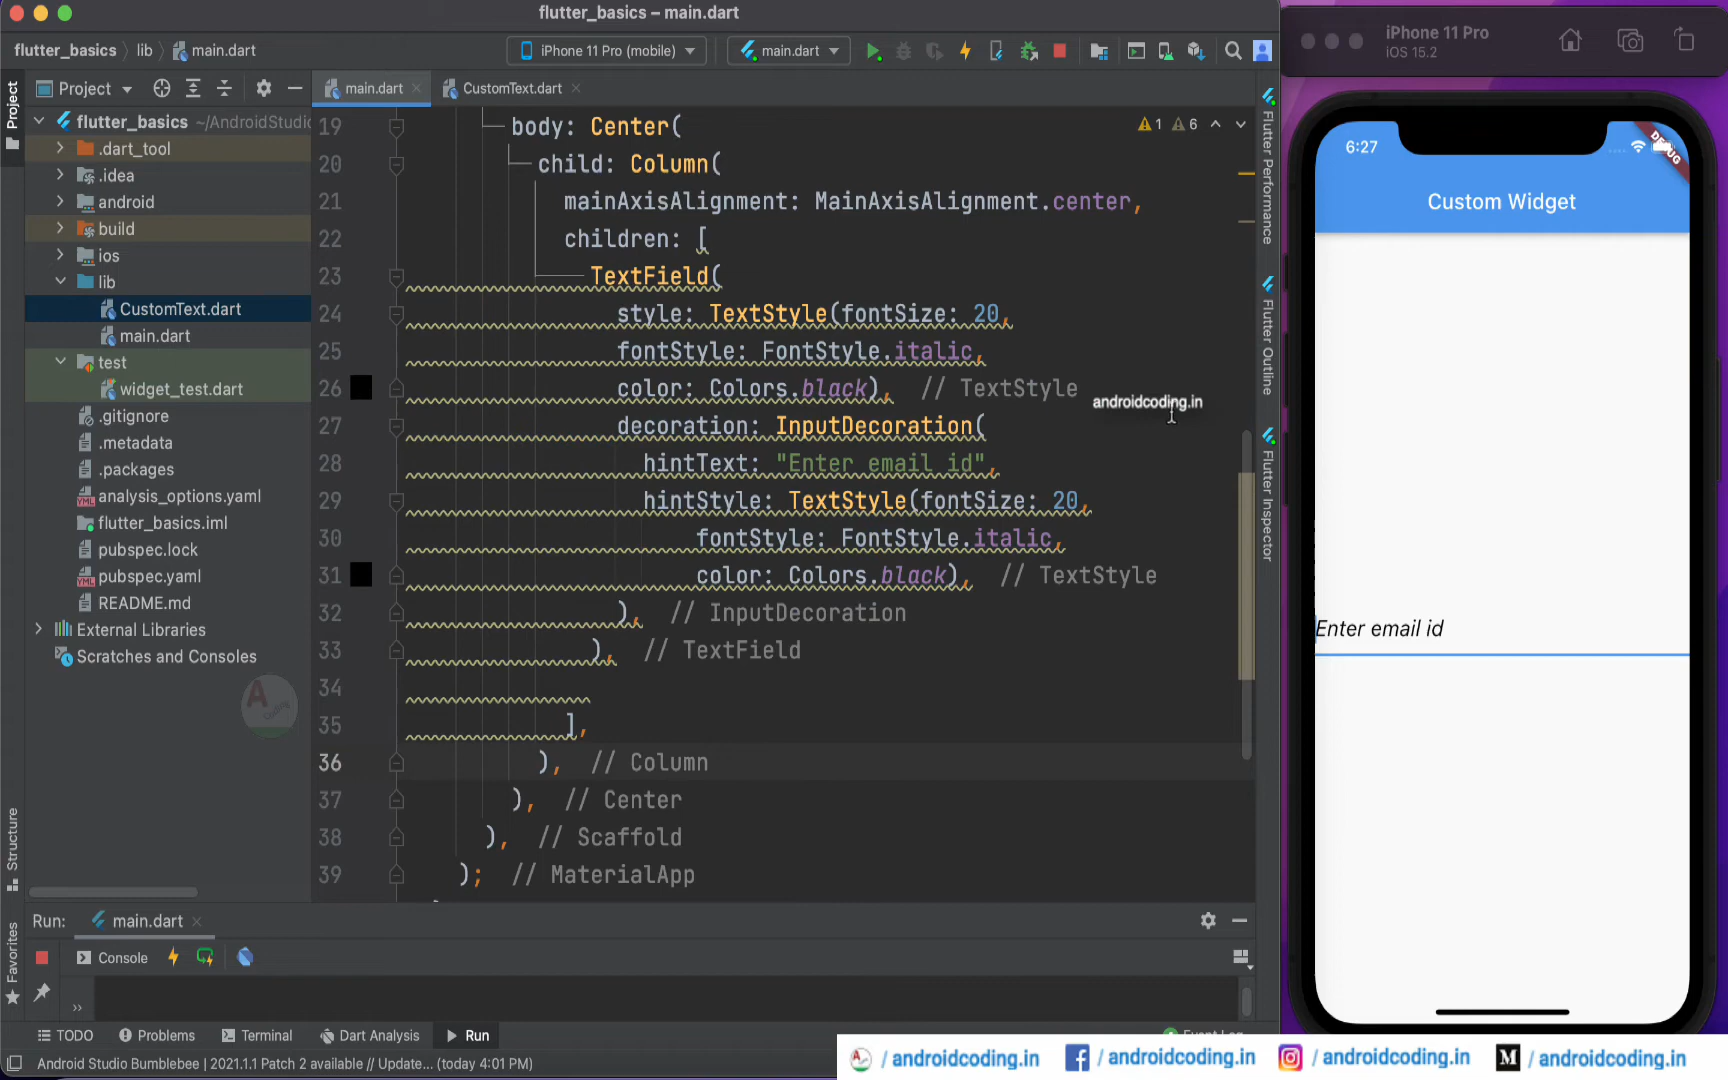 flutter_basics – main.dart
flutter_basics lib main.dart
iPhone 11 Pro (mobile) main.dart
Project
main.dart
CustomText.dart
Project
flutter_basics ~/AndroidStudio
.dart_tool
.idea
android
build
ios
lib
CustomText.dart
main.dart
test
widget_test.dart
.gitignore
.metadata
.packages
analysis_options.yaml
flutter_basics.iml
pubspec.lock
pubspec.yaml
README.md
External Libraries
Scratches and Consoles
A
Coding
Structure
Favorites
1 6
19 body: Center(
20 child: Column(
21 mainAxisAlignment: MainAxisAlignment.center,
22 children: [
23 TextField(
24 style: TextStyle(fontSize: 20,
25 fontStyle: FontStyle.italic,
26 color: Colors.black), // TextStyle
27 decoration: InputDecoration(
28 hintText: "Enter email id",
29 hintStyle: TextStyle(fontSize: 20,
30 fontStyle: FontStyle.italic,
31 color: Colors.black), // TextStyle
32 ), // InputDecoration
33 ), // TextField
34
35 ],
36 ), // Column
37 ), // Center
38 ), // Scaffold
39 ); // MaterialApp
androidcoding.in
Flutter Performance
Flutter Outline
Flutter Inspector
Run: main.dart
Console
»
TODO Problems Terminal Dart Analysis Run
Android Studio Bumblebee | 2021.1.1 Patch 2 available // Update... (today 4:01 PM)
iPhone 11 Pro
iOS 15.2
6:27
DEBUG
Custom Widget
Enter email id
/ androidcoding.in / androidcoding.in / androidcoding.in M / androidcoding.in